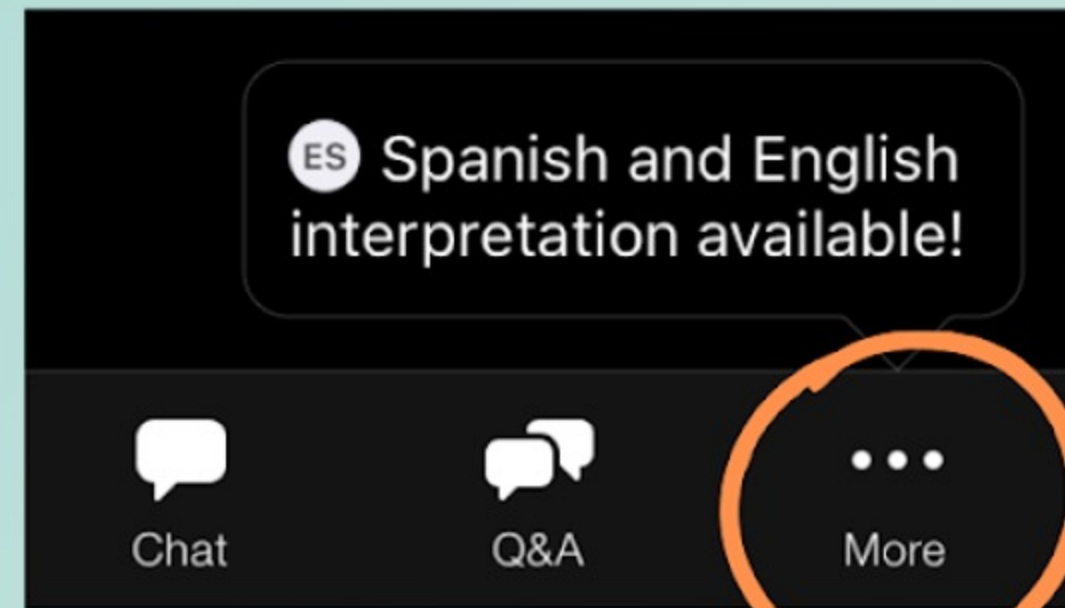 ES Spanish and English
interpretation available!
Chat
Q&A
More